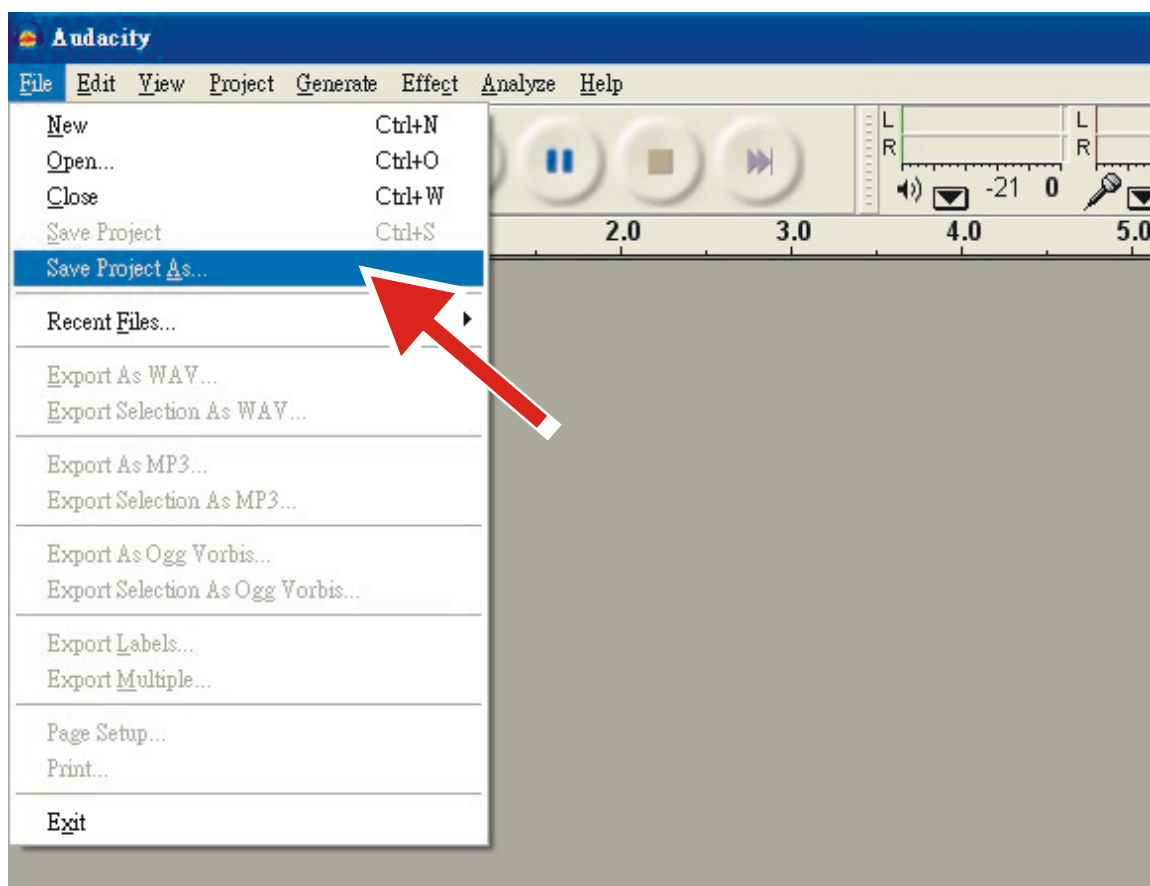 Audacity
File Edit View Project Generate Effect Analyze Help
New Ctrl+N
Open... Ctrl+O
Close Ctrl+W
Save Project Ctrl+S
Save Project As...
Recent Files...
Export As WAV...
Export Selection As WAV...
Export As MP3...
Export Selection As MP3...
Export As Ogg Vorbis...
Export Selection As Ogg Vorbis...
Export Labels...
Export Multiple...
Page Setup...
Print...
Exit
L L
R R
-21 0
2.0 3.0 4.0 5.0